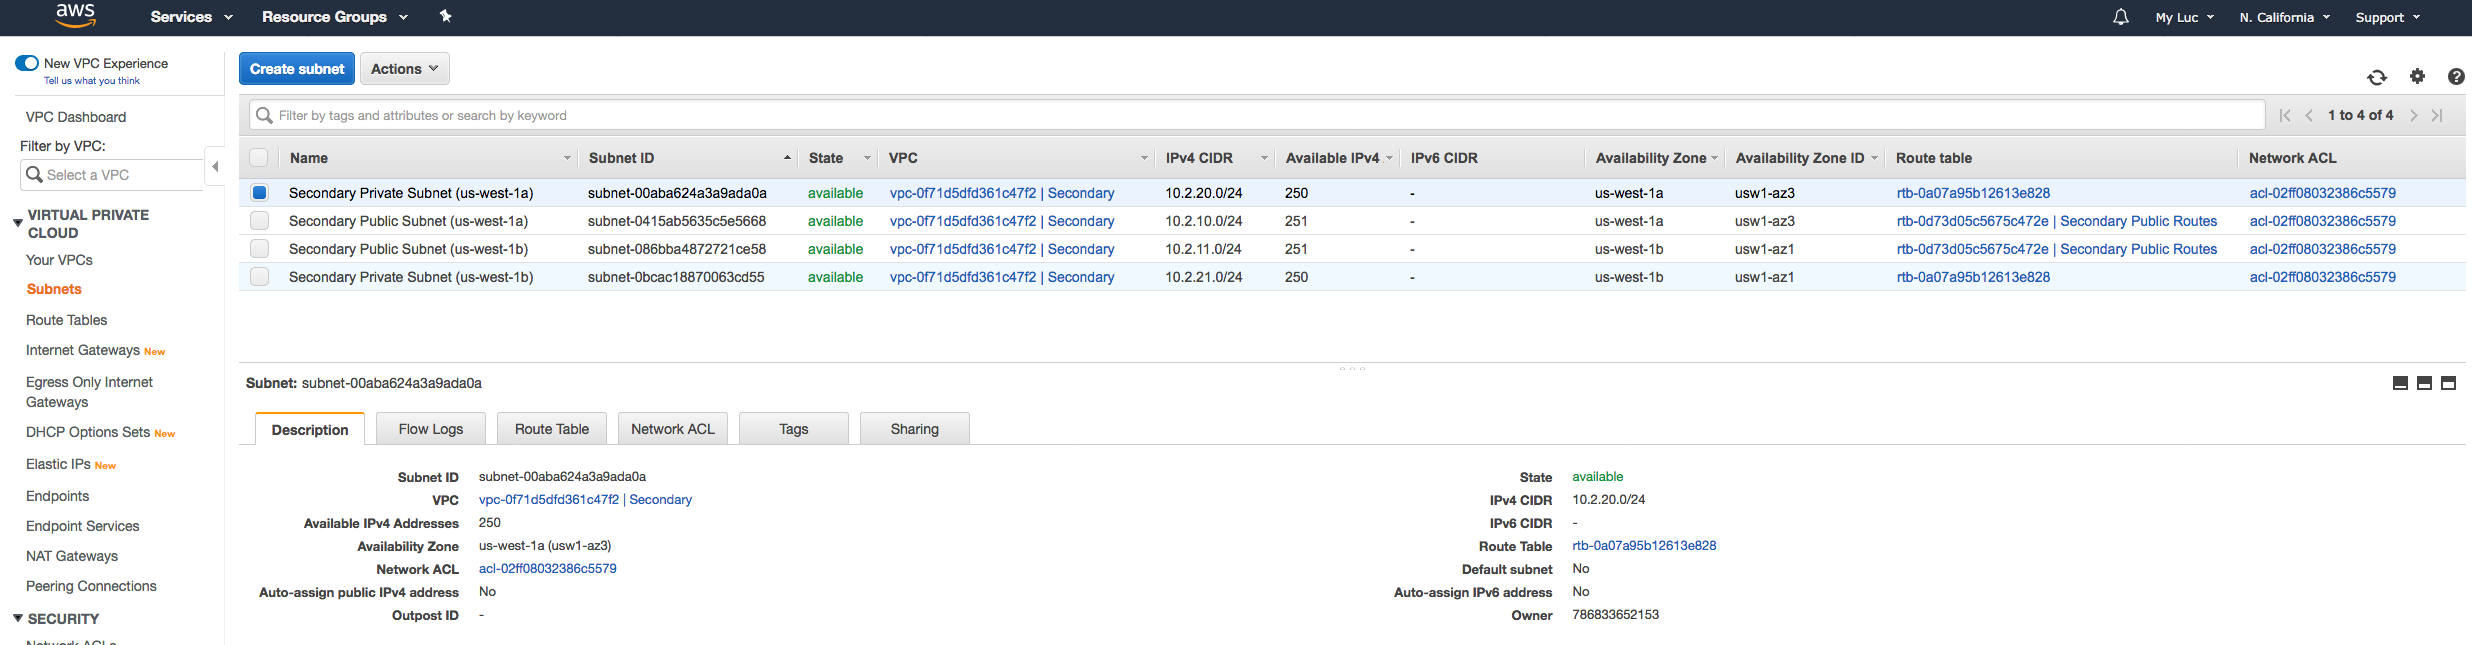 aws Services Resource Groups My Luc N. California Support
New VPC Experience
Tell us what you think
VPC Dashboard
Filter by VPC:
Select a VPC
VIRTUAL PRIVATE
CLOUD
Your VPCs
Subnets
Route Tables
Internet Gateways New
Egress Only Internet
Gateways
DHCP Options Sets New
Elastic IPs New
Endpoints
Endpoint Services
NAT Gateways
Peering Connections
SECURITY
Network ACLs
Create subnet Actions
Filter by tags and attributes or search by keyword 1 to 4 of 4
Name Subnet ID State VPC IPv4 CIDR Available IPv4 IPv6 CIDR Availability Zone Availability Zone ID Route table Network ACL
Secondary Private Subnet (us-west-1a) subnet-00aba624a3a9ada0a available vpc-0f71d5dfd361c47f2 | Secondary 10.2.20.0/24 250 - us-west-1a usw1-az3 rtb-0a07a95b12613e828 acl-02ff08032386c5579
Secondary Public Subnet (us-west-1a) subnet-0415ab5635c5e5668 available vpc-0f71d5dfd361c47f2 | Secondary 10.2.10.0/24 251 - us-west-1a usw1-az3 rtb-0d73d05c5675c472e | Secondary Public Routes acl-02ff08032386c5579
Secondary Public Subnet (us-west-1b) subnet-086bba4872721ce58 available vpc-0f71d5dfd361c47f2 | Secondary 10.2.11.0/24 251 - us-west-1b usw1-az1 rtb-0d73d05c5675c472e | Secondary Public Routes acl-02ff08032386c5579
Secondary Private Subnet (us-west-1b) subnet-0bcac18870063cd55 available vpc-0f71d5dfd361c47f2 | Secondary 10.2.21.0/24 250 - us-west-1b usw1-az1 rtb-0a07a95b12613e828 acl-02ff08032386c5579
Subnet: subnet-00aba624a3a9ada0a
Description Flow Logs Route Table Network ACL Tags Sharing
Subnet ID subnet-00aba624a3a9ada0a
VPC vpc-0f71d5dfd361c47f2 | Secondary
Available IPv4 Addresses 250
Availability Zone us-west-1a (usw1-az3)
Network ACL acl-02ff08032386c5579
Auto-assign public IPv4 address No
Outpost ID -
State available
IPv4 CIDR 10.2.20.0/24
IPv6 CIDR -
Route Table rtb-0a07a95b12613e828
Default subnet No
Auto-assign IPv6 address No
Owner 786833652153